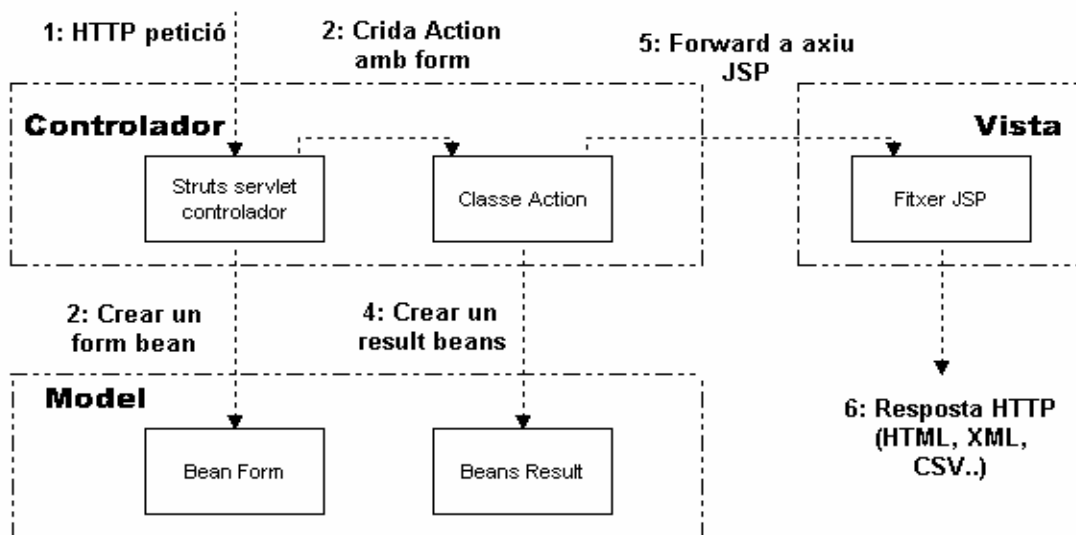 1: HTTP petició
2: Crida Action
amb form
5: Forward a axiu
JSP
Controlador
Vista
Struts servlet
controlador
Classe Action
Fitxer JSP
2: Crear un
form bean
4: Crear un
result beans
Model
6: Resposta HTTP
(HTML, XML,
CSV..)
Bean Form
Beans Result